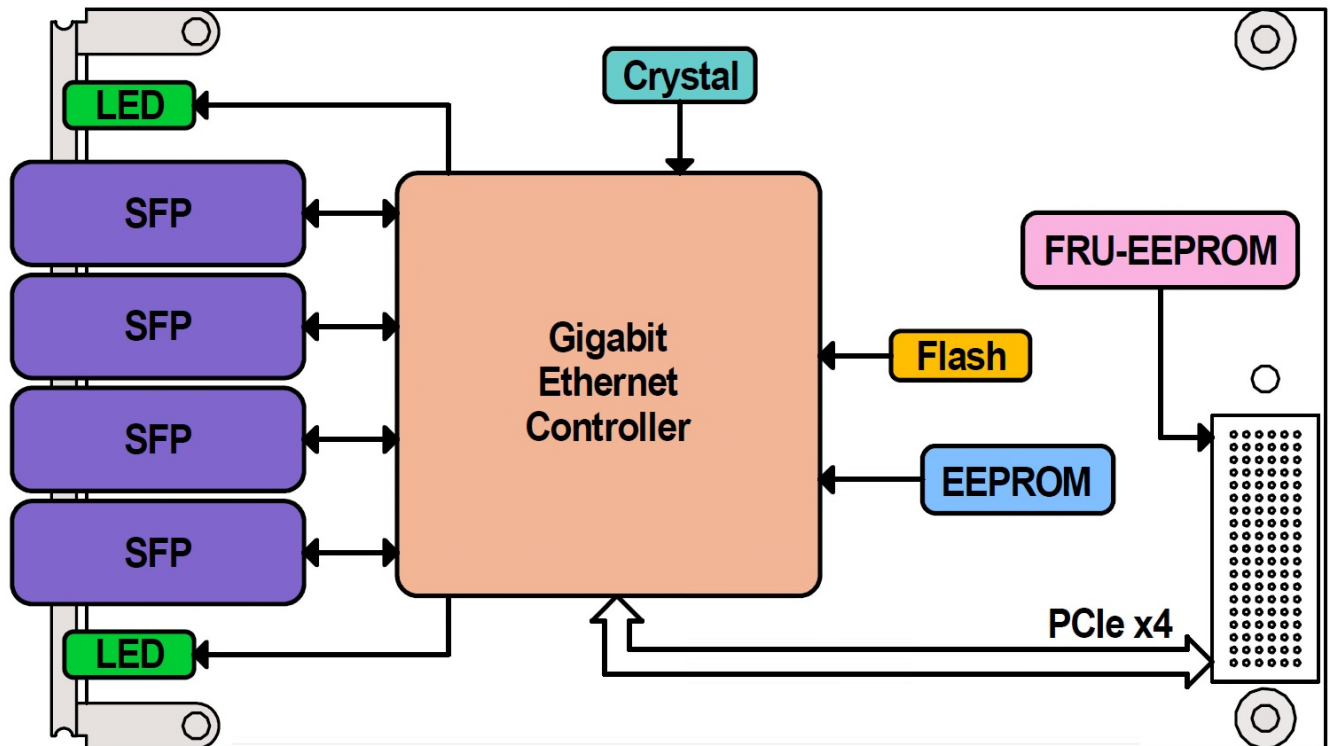 Crystal
LED
SFP
FRU-EEPROM
SFP
Gigabit
Ethernet
Controller
Flash
SFP
EEPROM
SFP
PCIe x4
LED